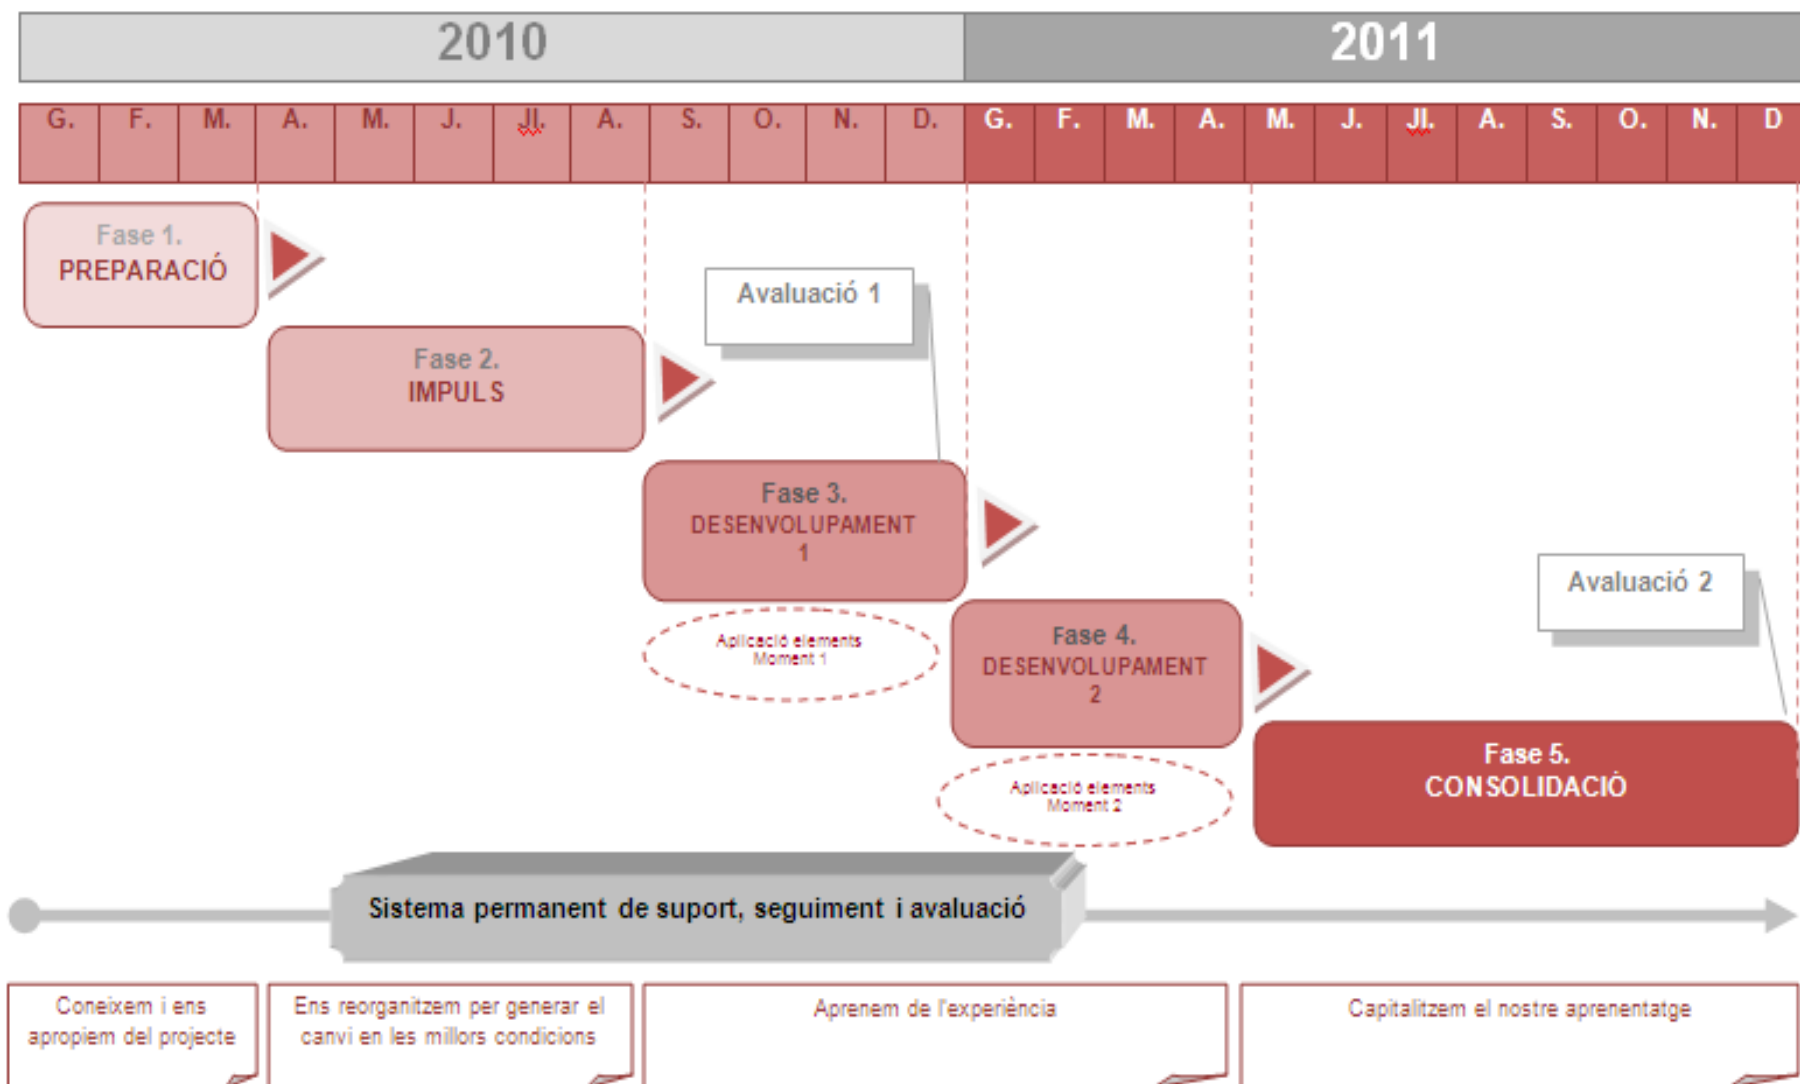 2010
2011
G. F. M. A. M. J. Jl. A. S. O. N. D. G. F. M. A. M. J. Jl. A. S. O. N. D
Fase 1.
PREPARACIÓ
Avaluació 1
Fase 2.
IMPULS
Fase 3.
DESENVOLUPAMENT
1
Avaluació 2
Aplicació elements
Moment 1
Fase 4.
DESENVOLUPAMENT
2
Fase 5.
CONSOLIDACIÓ
Aplicació elements
Moment 2
Sistema permanent de suport, seguiment i avaluació
Coneixem i ens
apropiem del projecte
Ens reorganitzem per generar el
canvi en les millors condicions
Aprenem de l'experiència
Capitalitzem el nostre aprenentatge